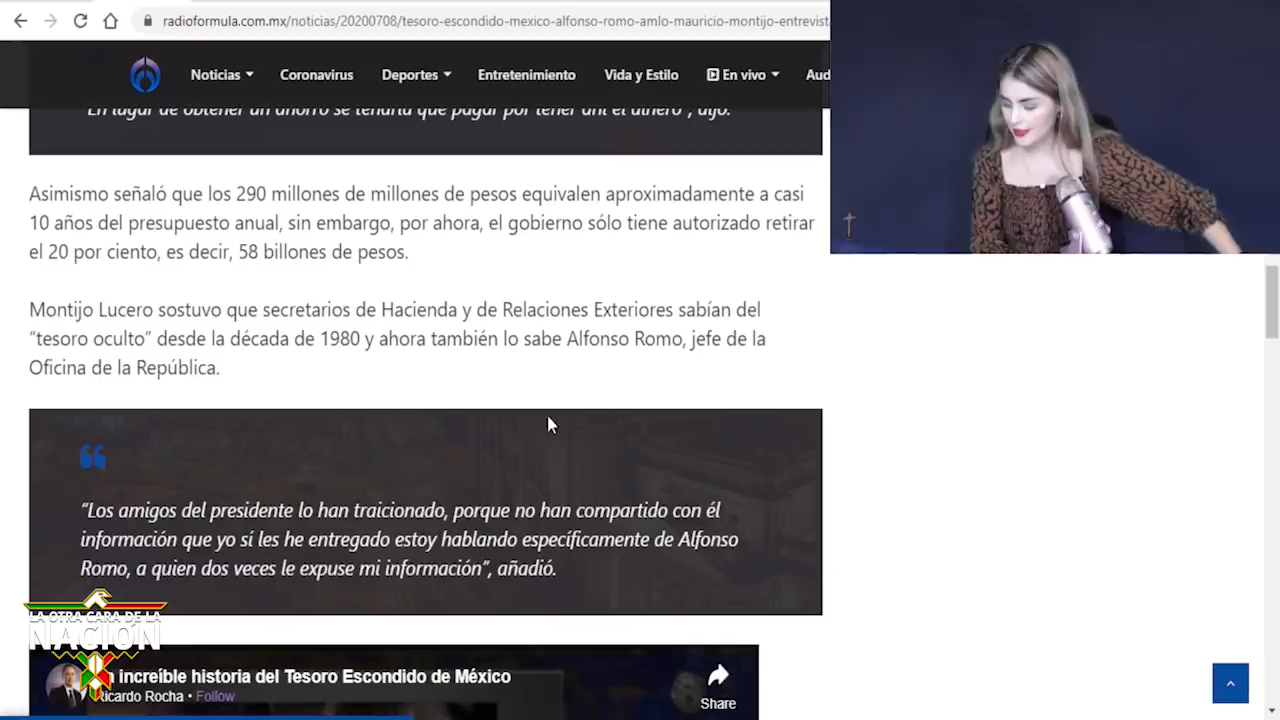 radioformula.com.mx/noticias/20200708/tesoro-escondido-mexico-alfonso-romo-amlo-mauricio-montijo-entrevist
Noticias Coronavirus Deportes Entretenimiento Vida y Estilo En vivo Aud
En lugar de obtener un ahorro se tendría que pagar por tener ahí el dinero", dijo.
Asimismo señaló que los 290 millones de millones de pesos equivalen aproximadamente a casi
10 años del presupuesto anual, sin embargo, por ahora, el gobierno sólo tiene autorizado retirar
el 20 por ciento, es decir, 58 billones de pesos.
Montijo Lucero sostuvo que secretarios de Hacienda y de Relaciones Exteriores sabían del
“tesoro oculto” desde la década de 1980 y ahora también lo sabe Alfonso Romo, jefe de la
Oficina de la República.
“Los amigos del presidente lo han traicionado, porque no han compartido con él
información que yo sí les he entregado estoy hablando específicamente de Alfonso
Romo, a quien dos veces le expuse mi información”, añadió.
LA OTRA CARA DE LA
NACIÓN
increíble historia del Tesoro Escondido de México
Ricardo Rocha • Follow
Share